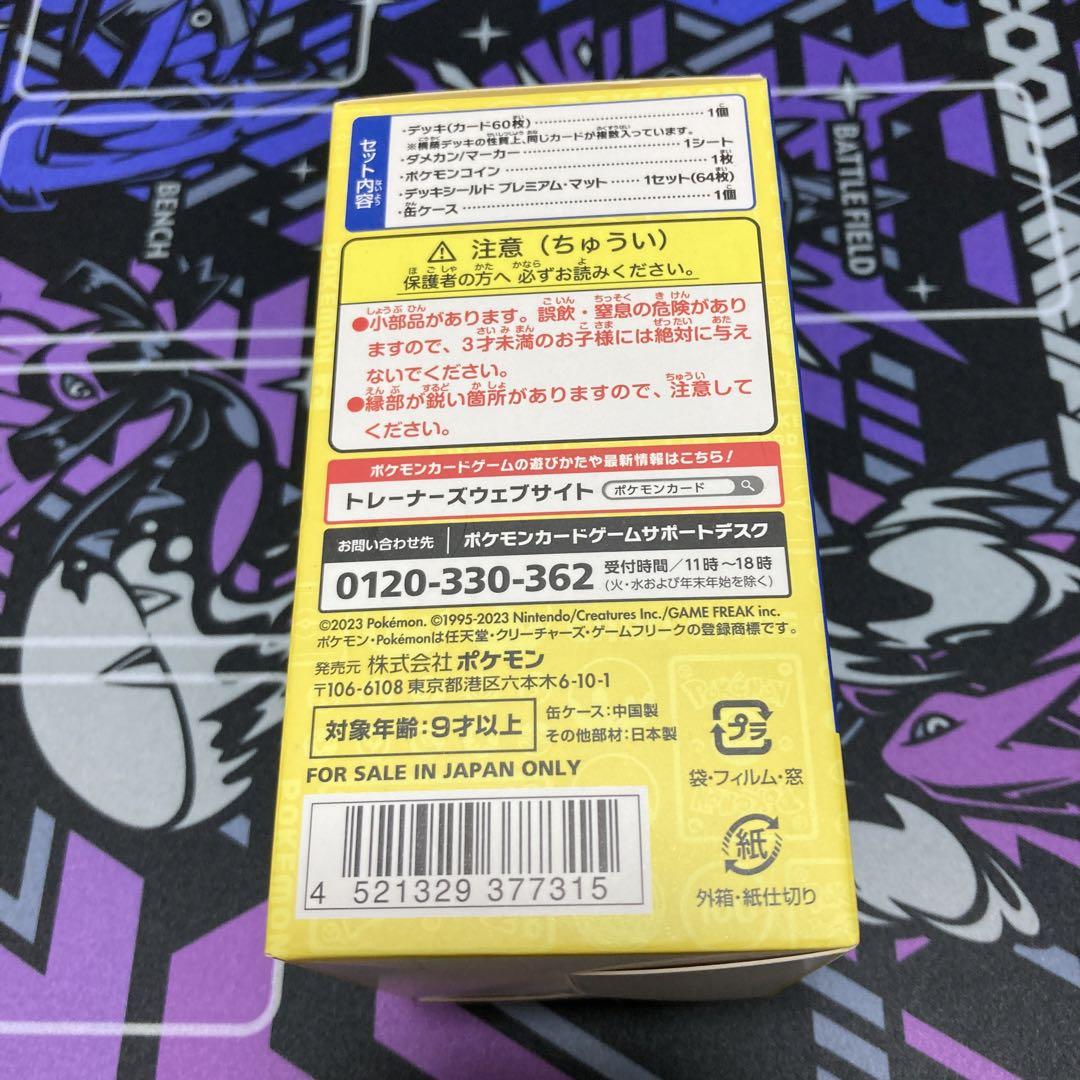 セット内容
・デッキ(カード60枚) 1個
※構築デッキの性質上、同じカードが複数入っています。
・ダメカン/マーカー 1シート
・ポケモンコイン 1枚
・デッキシールド プレミアム・マット 1セット(64枚)
・缶ケース 1個
⚠ 注意(ちゅうい)
保護者の方へ 必ずお読みください。
●小部品があります。誤飲・窒息の危険があり
ますので、3才未満のお子様には絶対に与え
ないでください。
●縁部が鋭い箇所がありますので、注意して
ください。
ポケモンカードゲームの遊びかたや最新情報はこちら!
トレーナーズウェブサイト ポケモンカード
お問い合わせ先 ポケモンカードゲームサポートデスク
0120-330-362 受付時間/11時~18時
(火・水および年末年始を除く)
©2023 Pokémon. ©1995-2023 Nintendo/Creatures Inc./GAME FREAK inc.
ポケモン・Pokémonは任天堂・クリーチャーズ・ゲームフリークの登録商標です。
発売元 株式会社ポケモン
〒106-6108 東京都港区六本木6-10-1
対象年齢:9才以上
缶ケース:中国製
その他部材:日本製
FOR SALE IN JAPAN ONLY
4 521329 377315
プラ
袋・フィルム・窓
紙
外箱・紙仕切り
BENCH
BATTLE FIELD